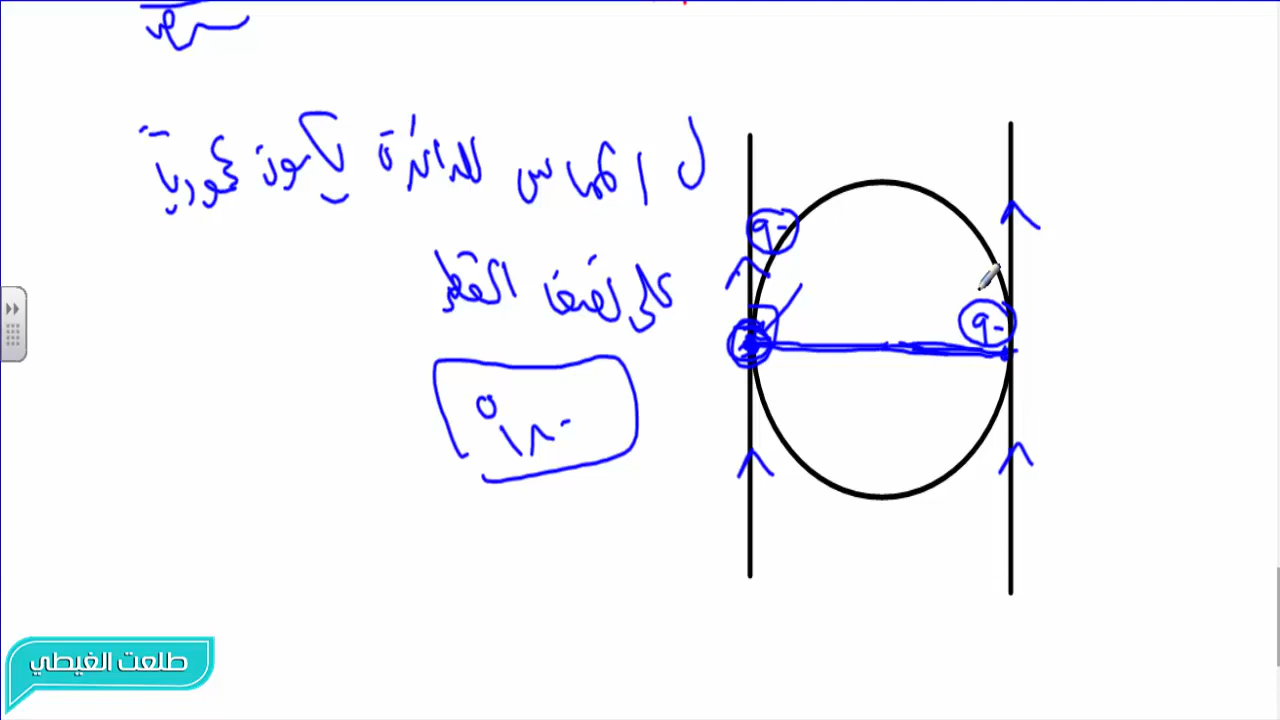 ل المماس للدائرة يكون عموديا
على نصف القطر
١٨٠°
٩٠
٩٠
طلعت الغيطي